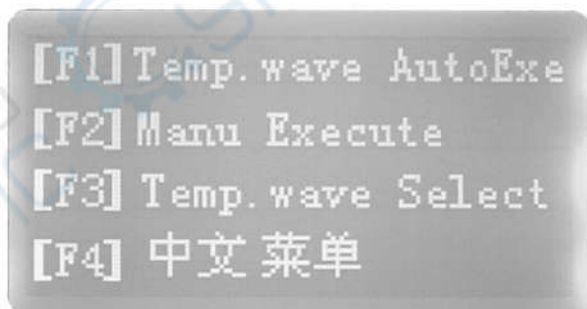 [F1] Temp.wave AutoExe
[F2] Manu Execute
[F3] Temp.wave Select
[F4] 中文菜单